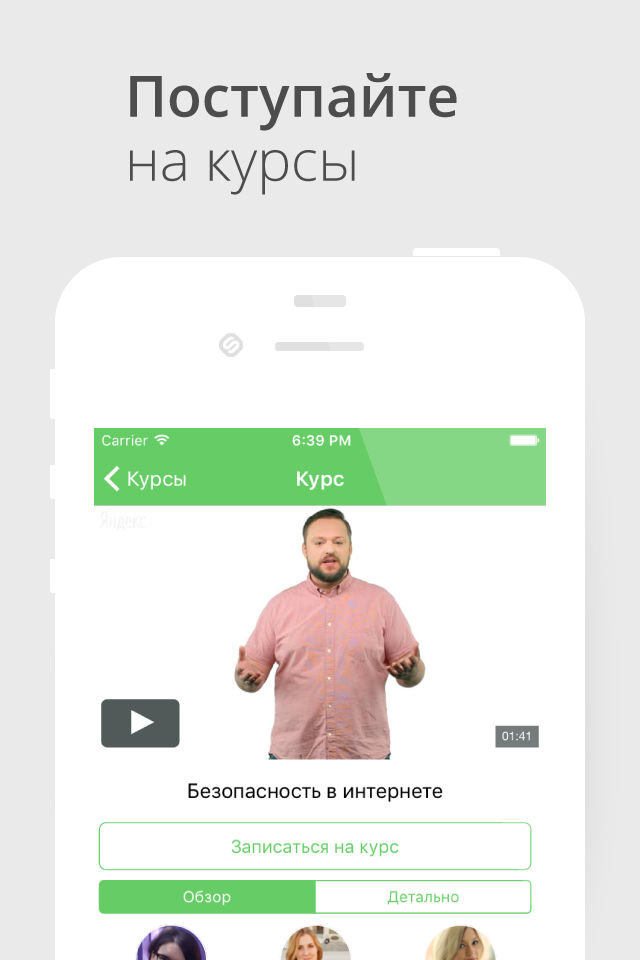 Поступайте
на курсы
Carrier 6:39 PM
Курсы Курс
Яндекс
01:41
Безопасность в интернете
Записаться на курс
Обзор Детально